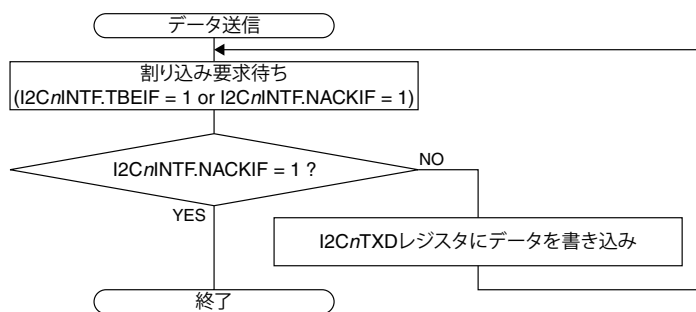 データ送信
割り込み要求待ち
(I2CnINTF.TBEIF = 1 or I2CnINTF.NACKIF = 1)
I2CnINTF.NACKIF = 1 ?
NO
YES
I2CnTXDレジスタにデータを書き込み
終了